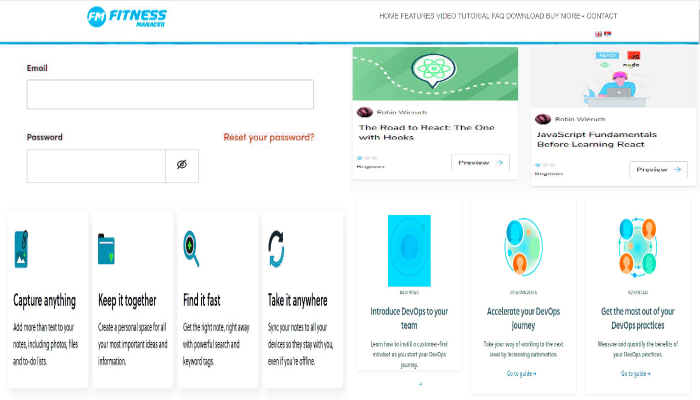 FM FITNESS
MANAGER
HOME FEATURES VIDEO TUTORIAL FAQ DOWNLOAD BUY MORE CONTACT
Email
Password
Reset your password?
REACT
JS
node
Robin Wieruch
The Road to React: The One
with Hooks
Beginner
Preview →
Robin Wieruch
JavaScript Fundamentals
Before Learning React
Beginner
Preview →
Capture anything
Add more than text to your
notes, including photos, files
and to-do lists.
Keep it together
Create a personal space for all
your most important ideas and
information.
Find it fast
Get the right note, right away
with powerful search and
keyword tags.
Take it anywhere
Sync your notes to all your
devices so they stay with you,
even if you're offline.
BEGINNER
Introduce DevOps to your
team
Learn how to instill a customer-first
mindset as you start your DevOps
journey.
→
INTERMEDIATE
Accelerate your DevOps
journey
Take your way of working to the next
level by increasing automation.
Go to guide →
ADVANCED
Get the most out of your
DevOps practices
Measure and quantify the benefits of
your DevOps practices.
Go to guide →